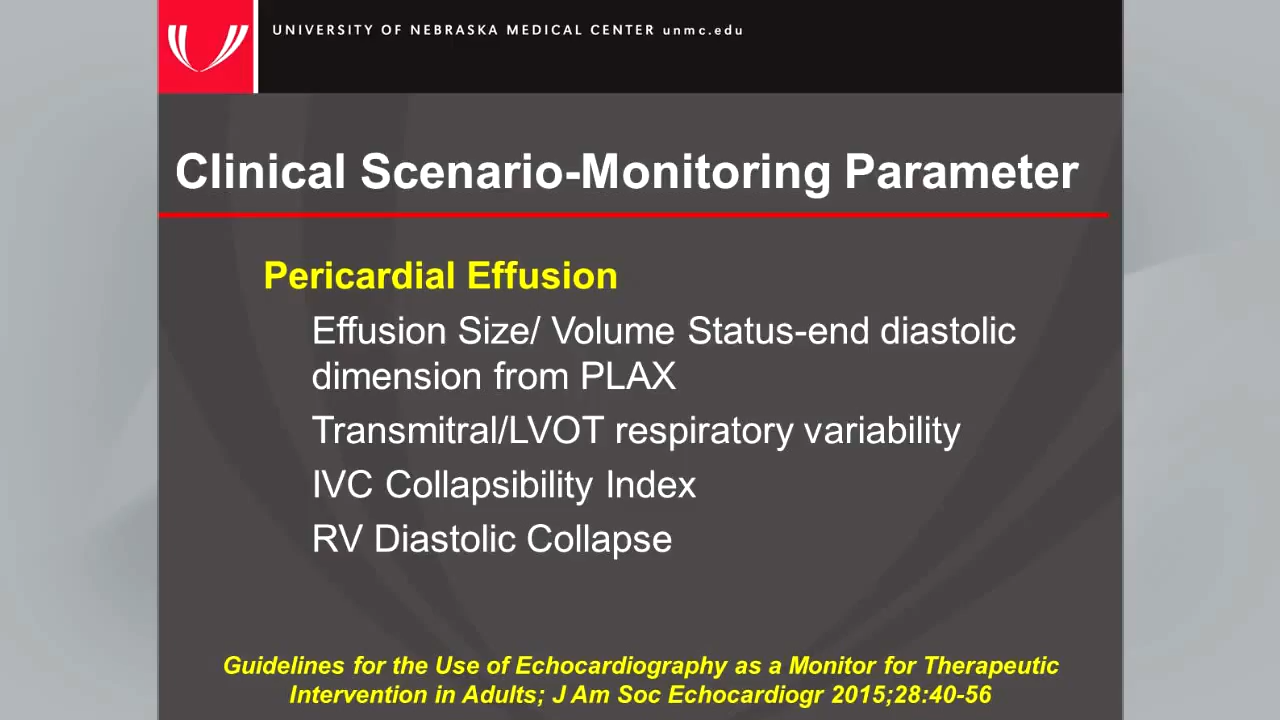 UNIVERSITY OF NEBRASKA MEDICAL CENTER unmc.edu
Clinical Scenario-Monitoring Parameter
Pericardial Effusion
Effusion Size/ Volume Status-end diastolic
dimension from PLAX
Transmitral/LVOT respiratory variability
IVC Collapsibility Index
RV Diastolic Collapse
Guidelines for the Use of Echocardiography as a Monitor for Therapeutic
Intervention in Adults; J Am Soc Echocardiogr 2015;28:40-56